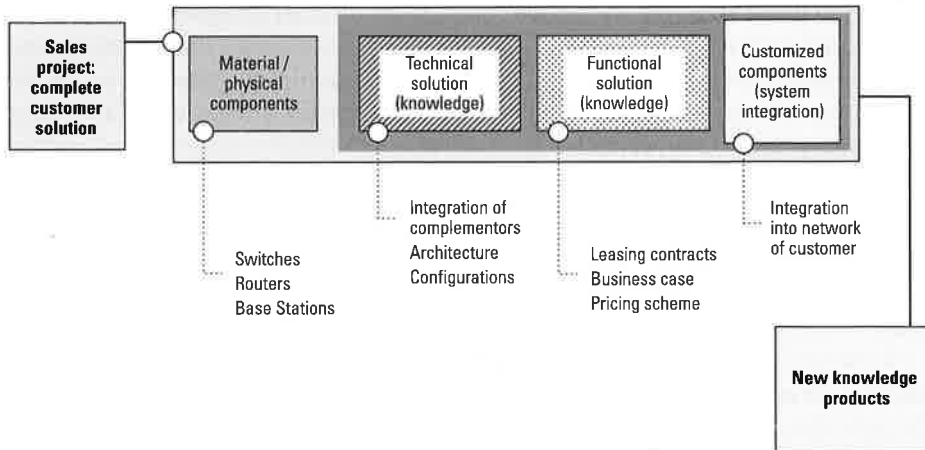 Sales
project:
complete
customer
solution
Material /
physical
components
Technical
solution
(knowledge)
Functional
solution
(knowledge)
Customized
components
(system
integration)
Switches
Routers
Base Stations
Integration of
complementors
Architecture
Configurations
Leasing contracts
Business case
Pricing scheme
Integration
into network
of customer
New knowledge
products